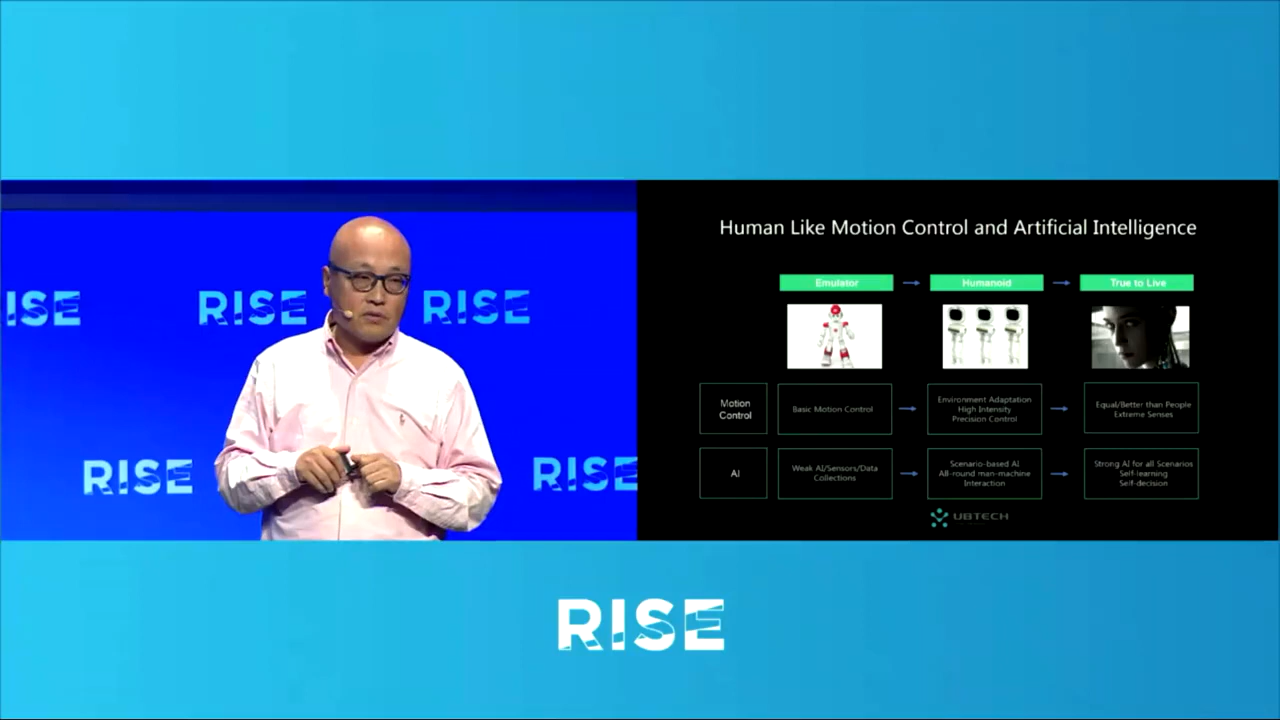 ISE
RISE
RISE
RISE
RISE
Human Like Motion Control and Artificial Intelligence
Emulator
Humanoid
True to Live
Motion
Control
Basic Motion Control
Environment Adaptation
High Intensity
Precision Control
Equal/Better than People
Extreme Senses
AI
Weak AI/Sensors/Data
Collections
Scenario-based AI
All-round man-machine
Interaction
Strong AI for all Scenarios
Self-learning
Self-decision
UBTECH
RISE